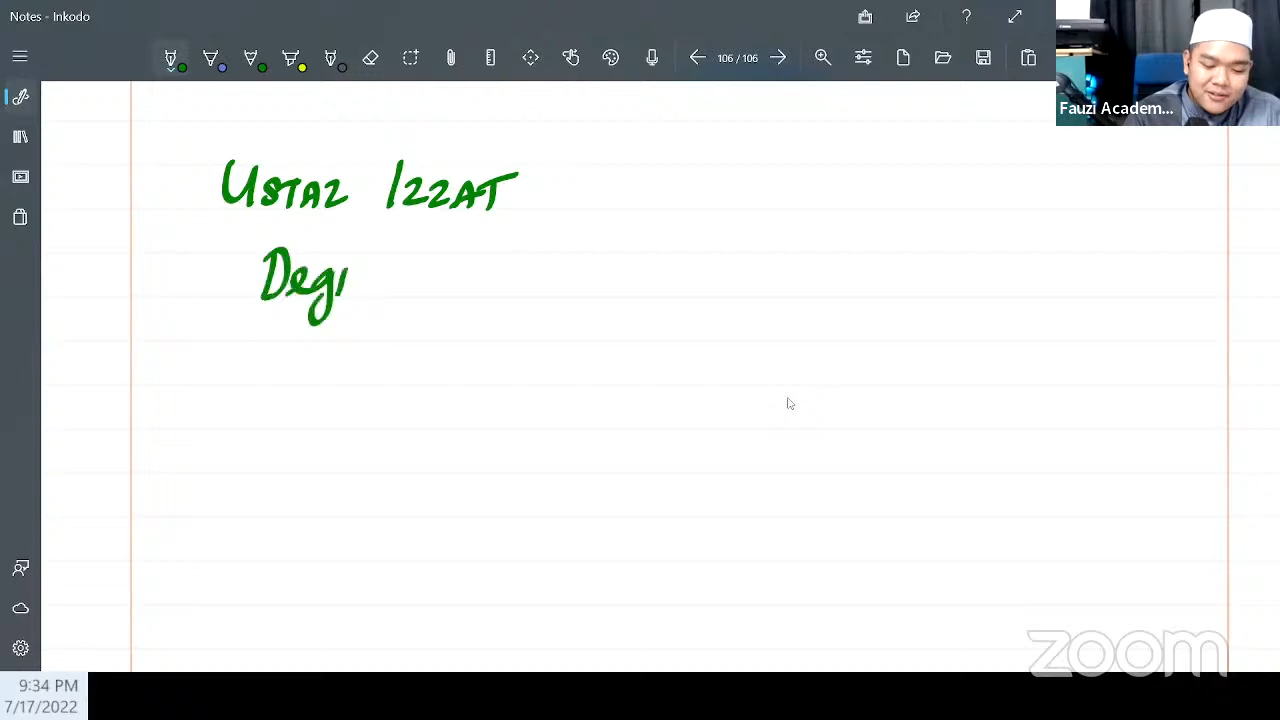 Notes - Inkodo
106 / 106
Fauzi Academ...
USTAZ IZZAT
Degi
zoom
9:34 PM
7/17/2022